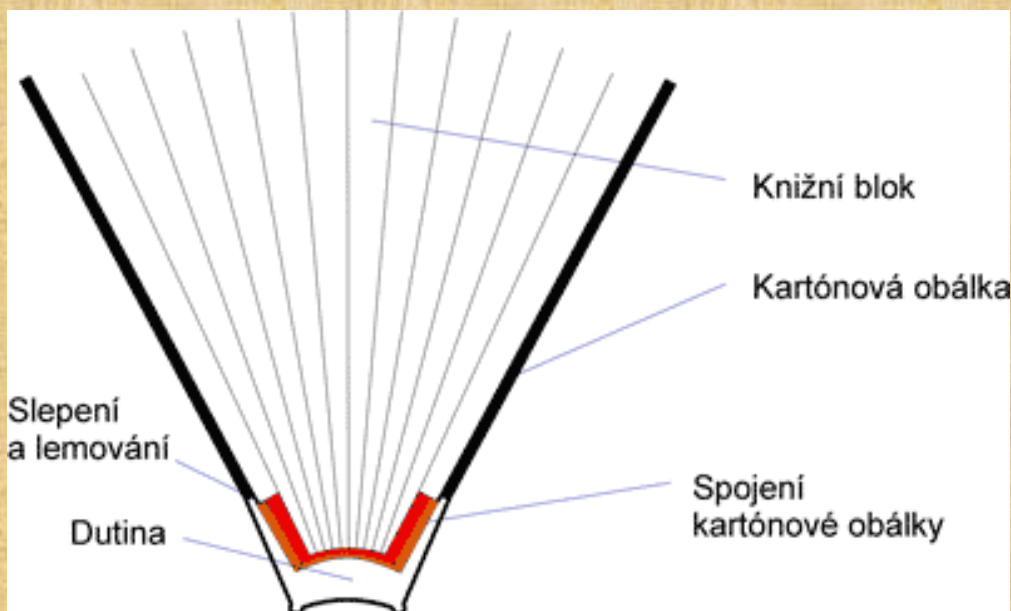 Knižní blok
Kartónová obálka
Slepení
a lemování
Spojení
kartónové obálky
Dutina